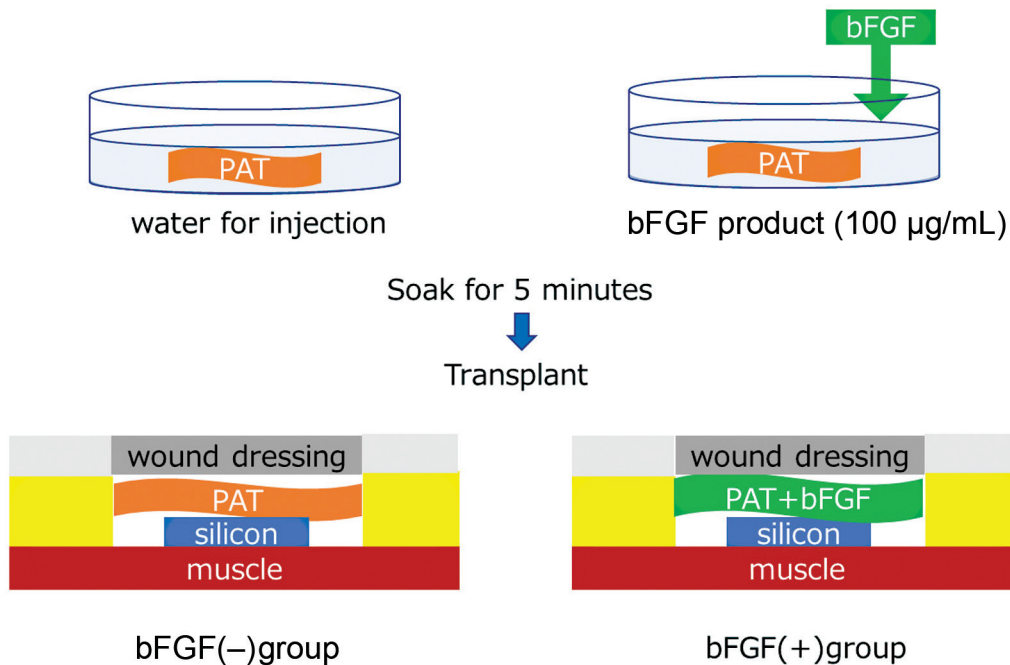 bFGF
PAT
PAT
water for injection
bFGF product (100 µg/mL)
Soak for 5 minutes
Transplant
wound dressing
wound dressing
PAT
PAT+bFGF
silicon
silicon
muscle
muscle
bFGF(–)group
bFGF(+)group